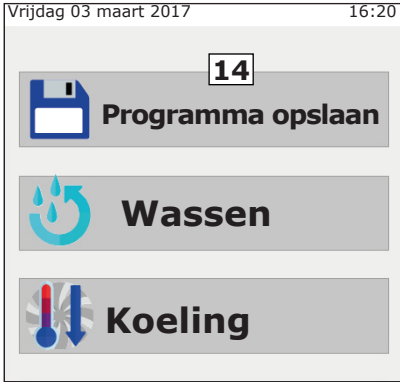 Vrijdag 03 maart 2017 16:20
14
Programma opslaan
Wassen
Koeling